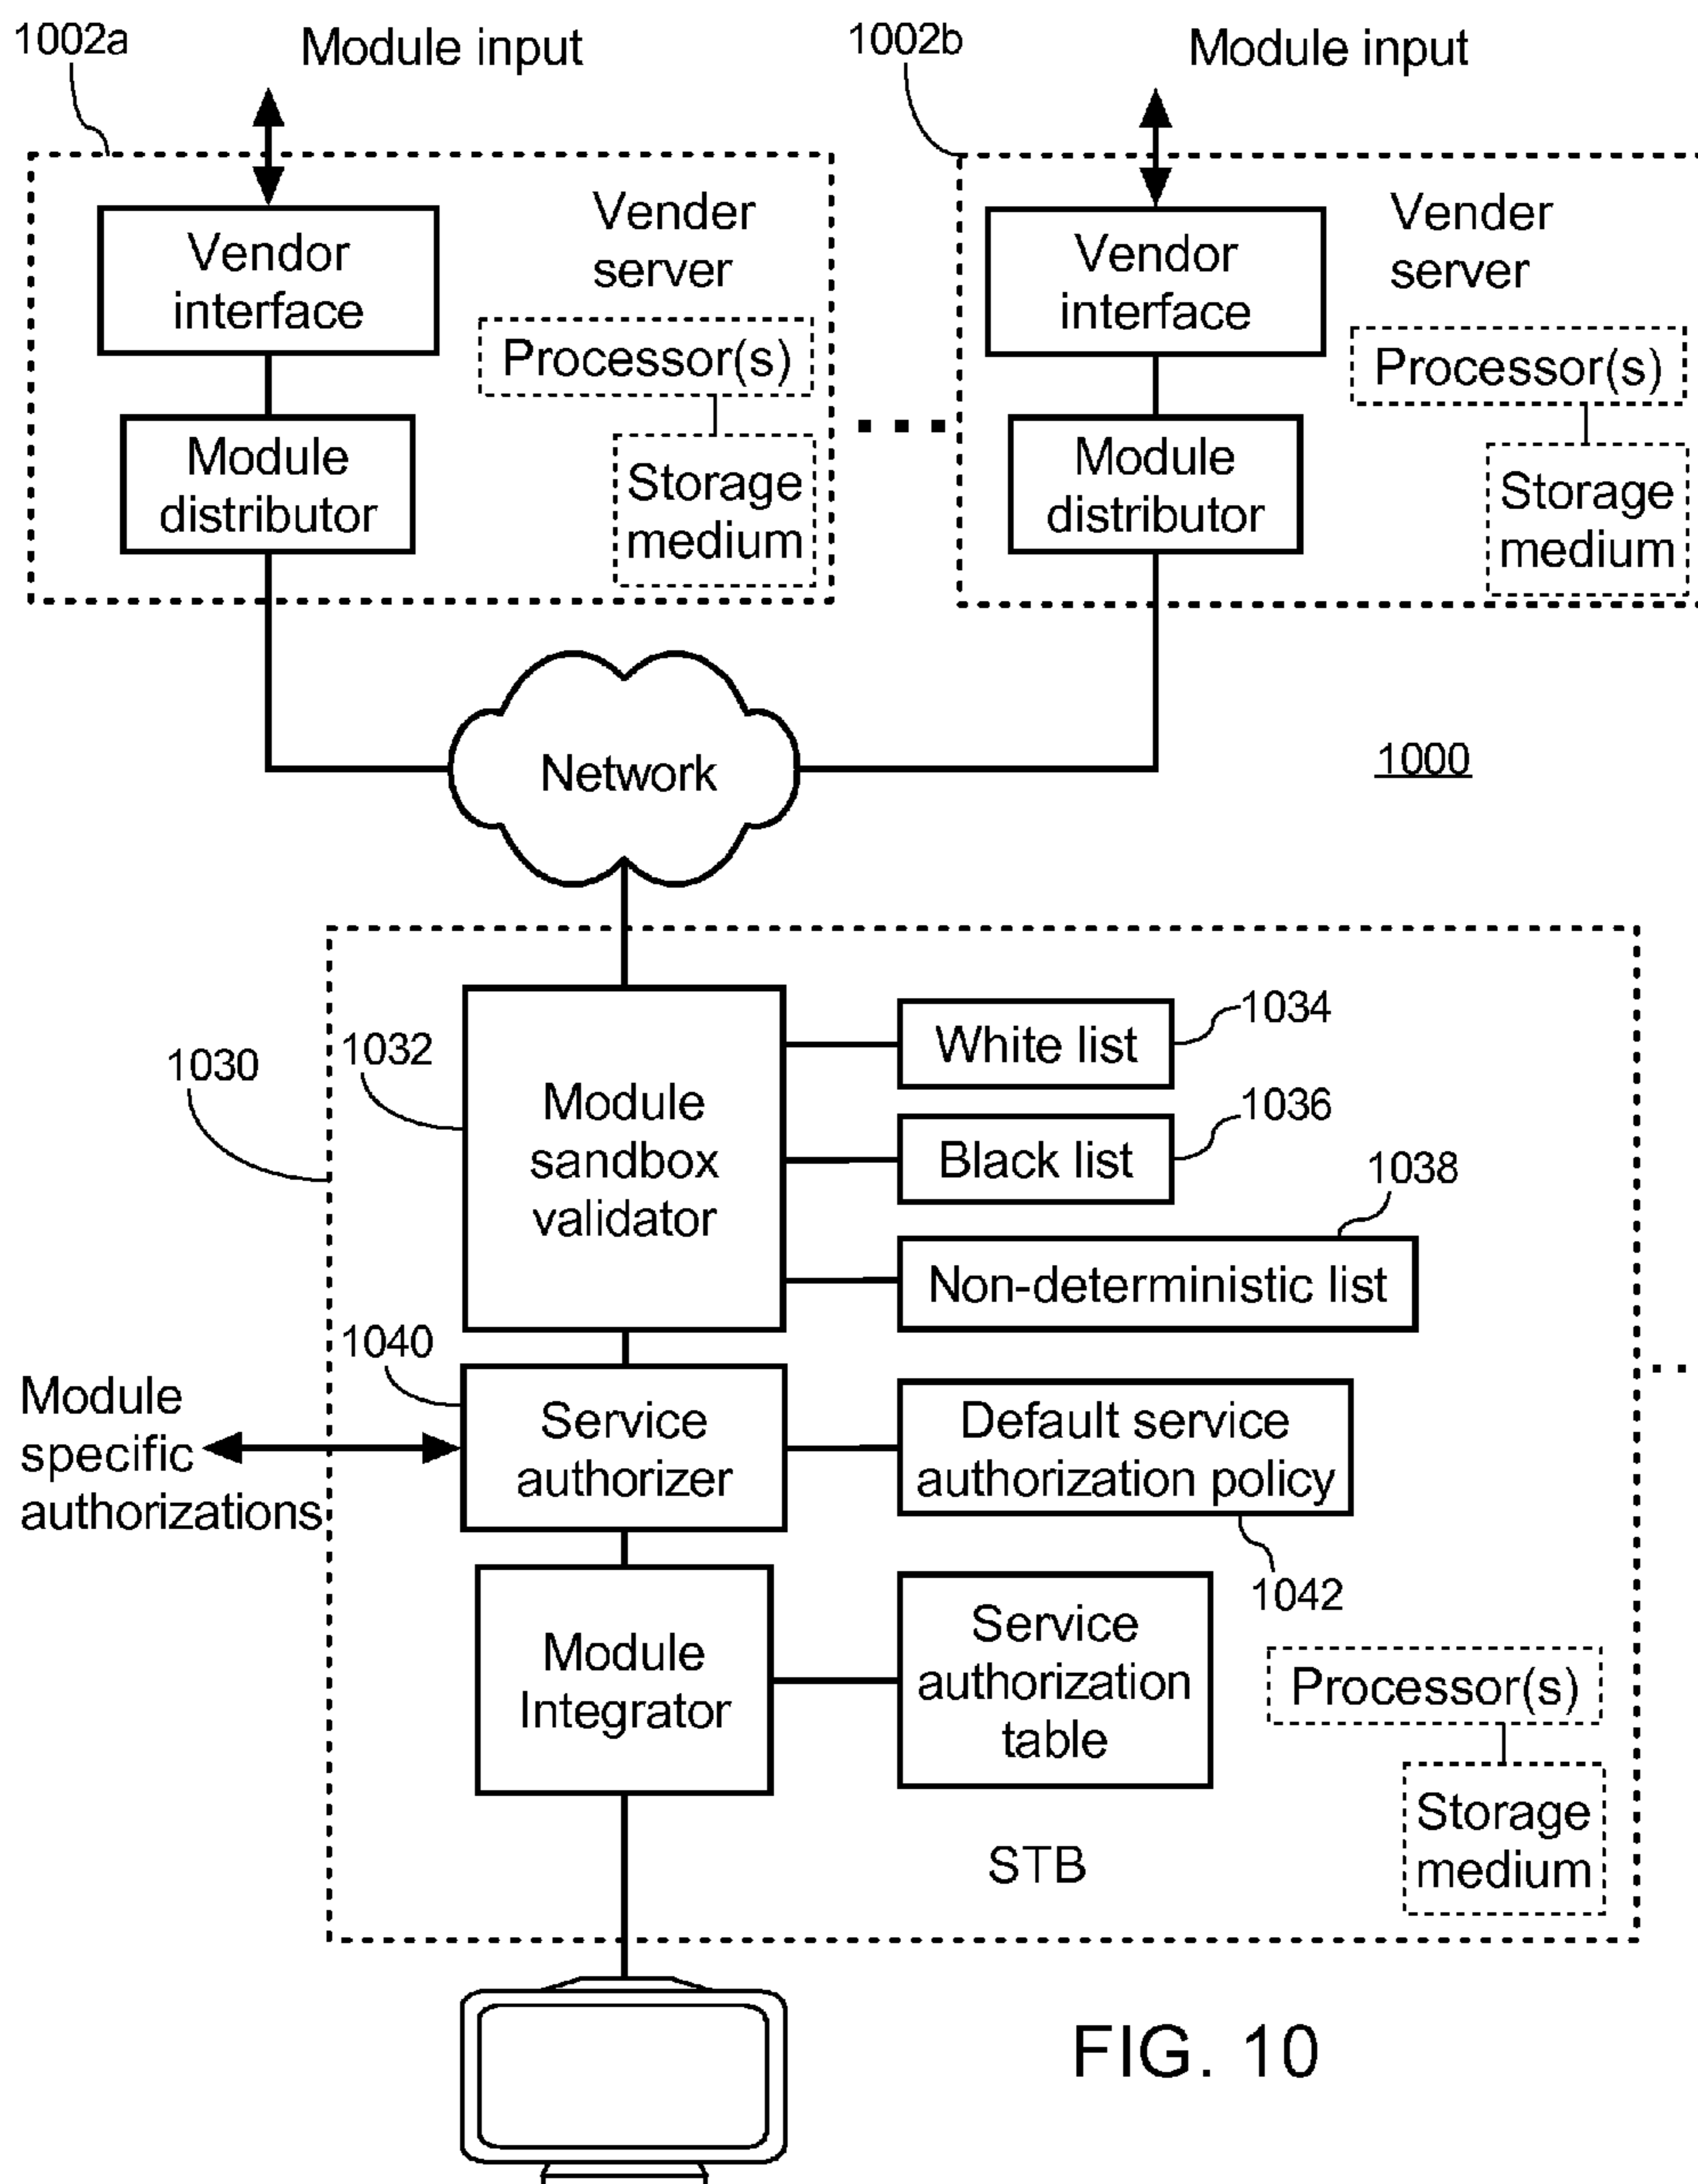 1002a
Module input
1002b
Module input
Vendor
interface
Vender
server
Processor(s)
Module
distributor
Storage
medium
Vendor
interface
Vender
server
Processor(s)
Module
distributor
Storage
medium
Network
1000
1030
1032
Module
sandbox
validator
White list
1034
Black list
1036
1038
Non-deterministic list
1040
Module
specific
authorizations
Service
authorizer
Default service
authorization policy
1042
Module
Integrator
Service
authorization
table
Processor(s)
Storage
medium
STB
FIG. 10